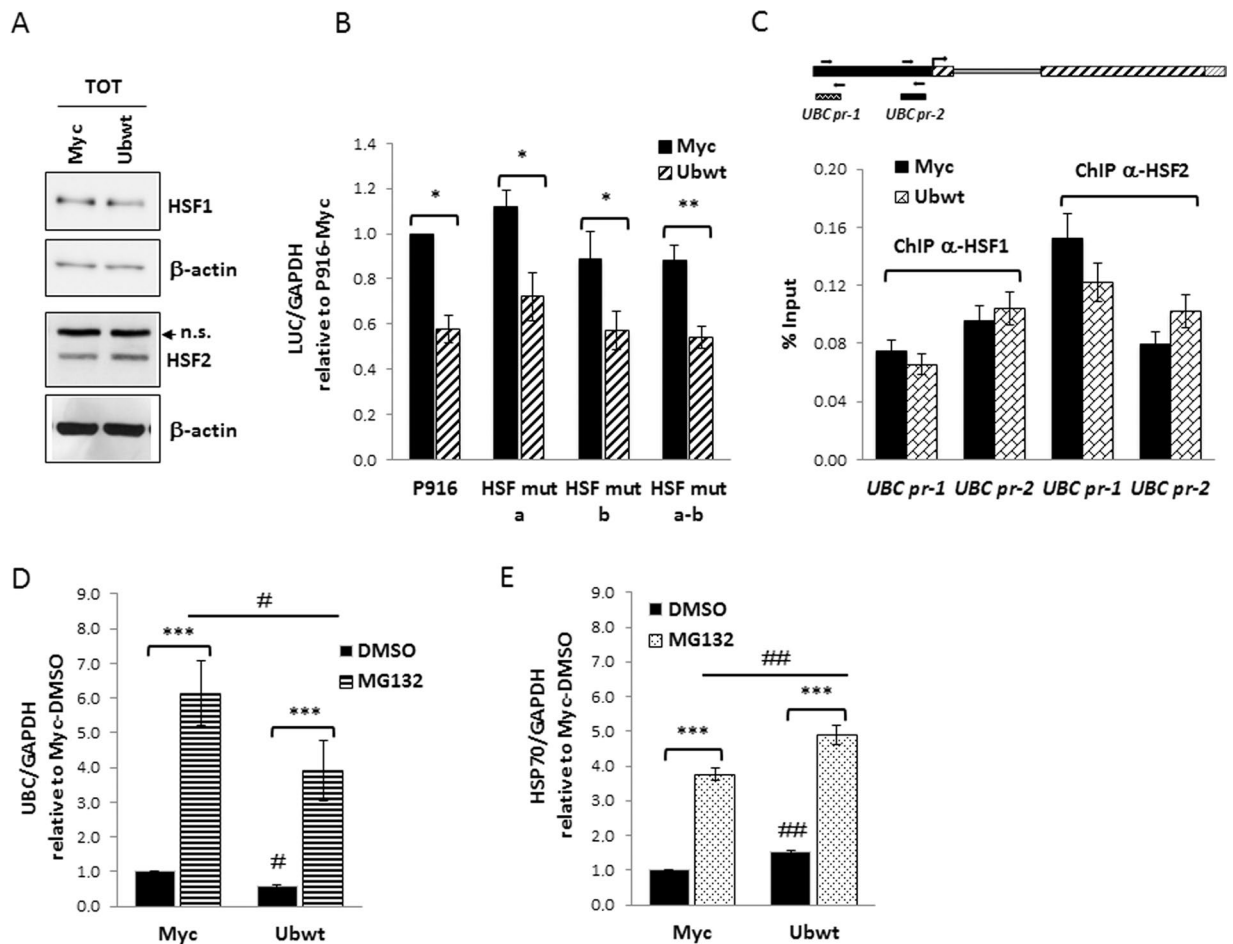 A
TOT
Myc
Ubwt
HSF1
β-actin
n.s.
HSF2
β-actin
B
LUC/GAPDH
relative to P916-Myc
1.4
1.2
1.0
0.8
0.6
0.4
0.2
0.0
Myc
Ubwt
*
*
*
**
P916
HSF mut
a
HSF mut
b
HSF mut
a-b
C
UBC pr-1
UBC pr-2
% Input
0.20
0.16
0.12
0.08
0.04
0.00
Myc
Ubwt
ChIP α-HSF1
ChIP α-HSF2
UBC pr-1
UBC pr-2
UBC pr-1
UBC pr-2
D
UBC/GAPDH
relative to Myc-DMSO
9.0
8.0
7.0
6.0
5.0
4.0
3.0
2.0
1.0
0.0
#
***
***
#
DMSO
MG132
Myc
Ubwt
E
HSP70/GAPDH
relative to Myc-DMSO
9.0
8.0
7.0
6.0
5.0
4.0
3.0
2.0
1.0
0.0
DMSO
MG132
##
***
***
##
Myc
Ubwt